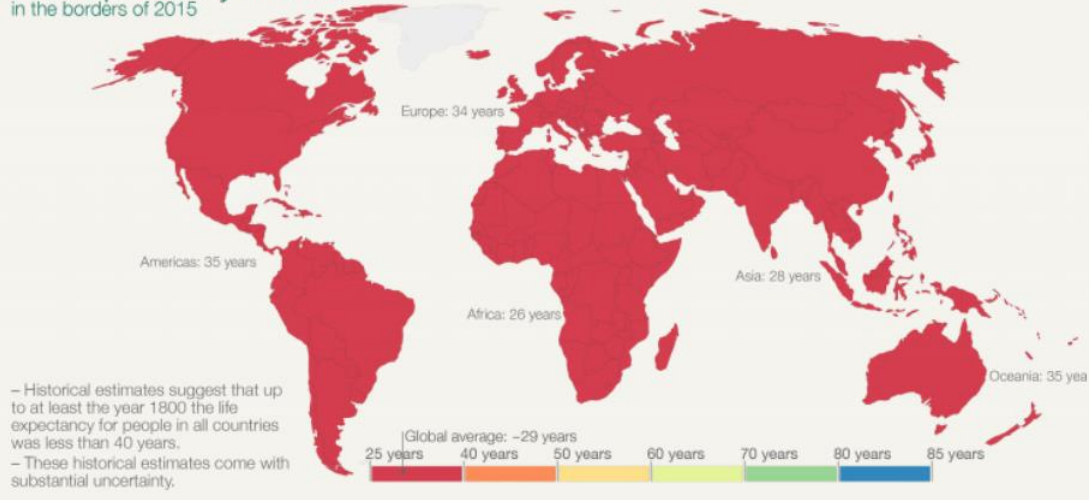 in the borders of 2015
Europe: 34 years
Americas: 35 years
Asia: 28 years
Africa: 26 years
Oceania: 35 yea
– Historical estimates suggest that up
to at least the year 1800 the life
expectancy for people in all countries
was less than 40 years.
– These historical estimates come with
substantial uncertainty.
Global average: ~29 years
25 years 40 years 50 years 60 years 70 years 80 years 85 years